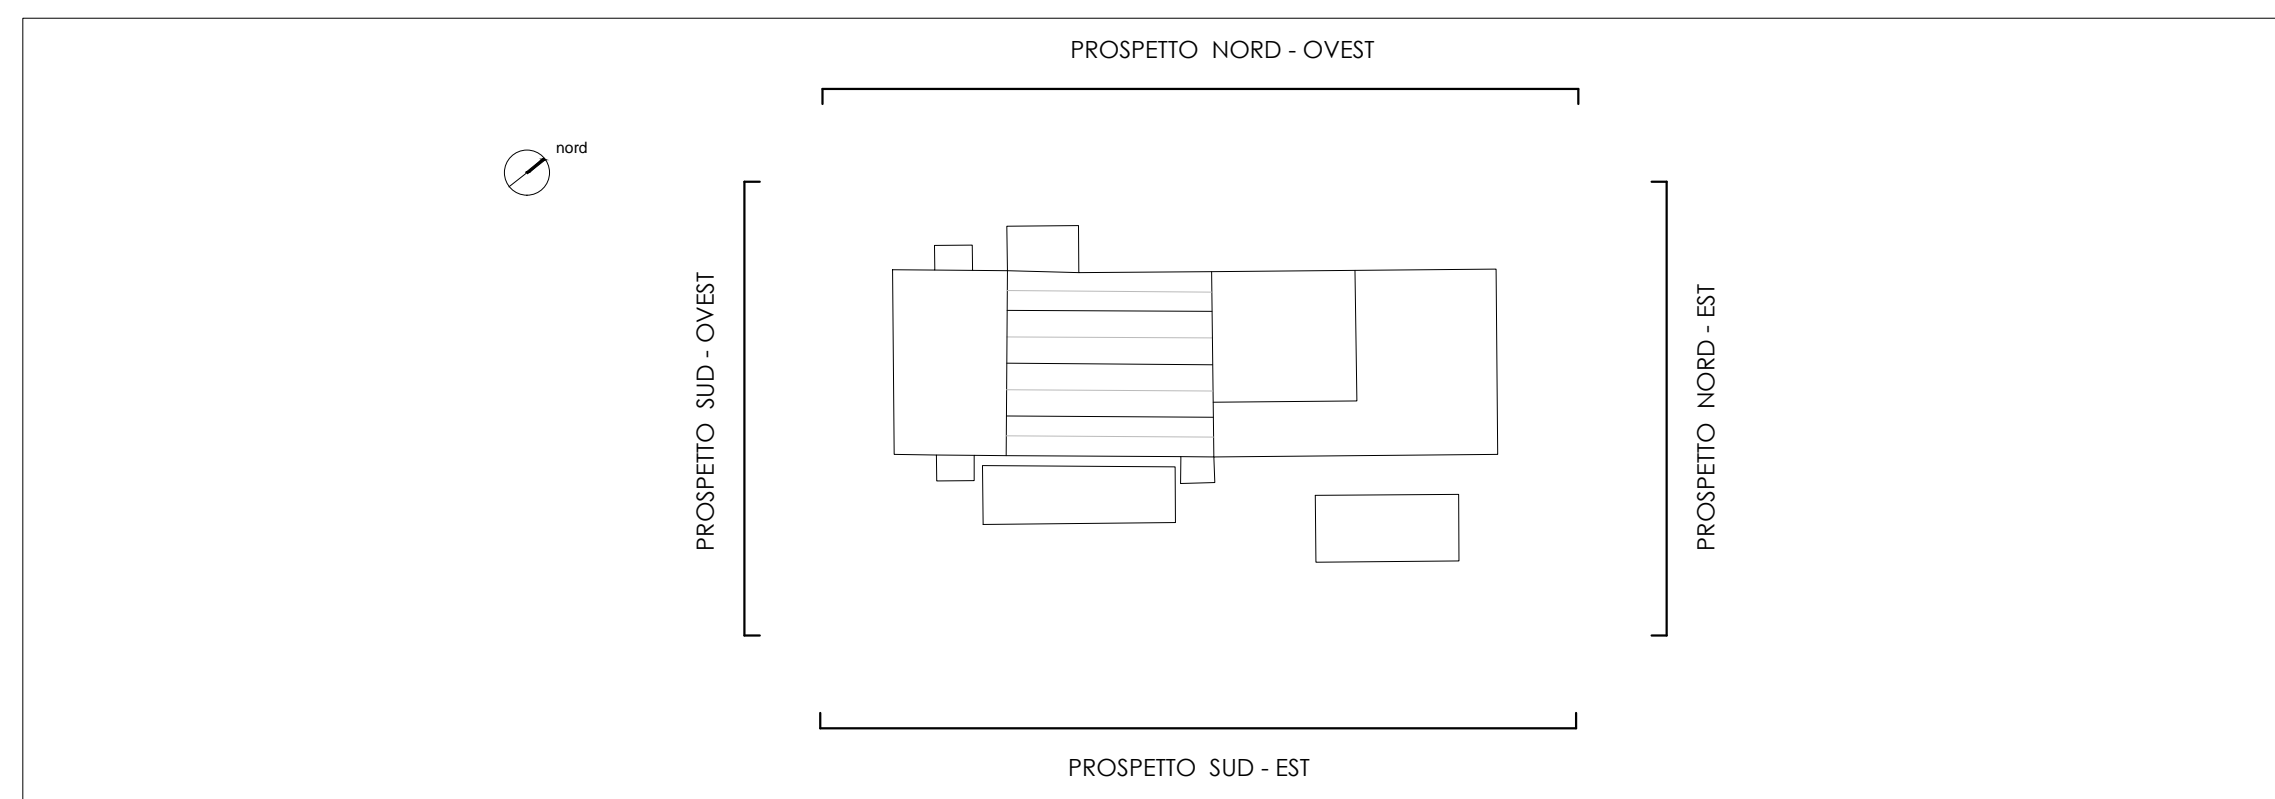 PROSPETTO NORD - OVEST
nord
PROSPETTO SUD - OVEST
PROSPETTO NORD - EST
PROSPETTO SUD - EST